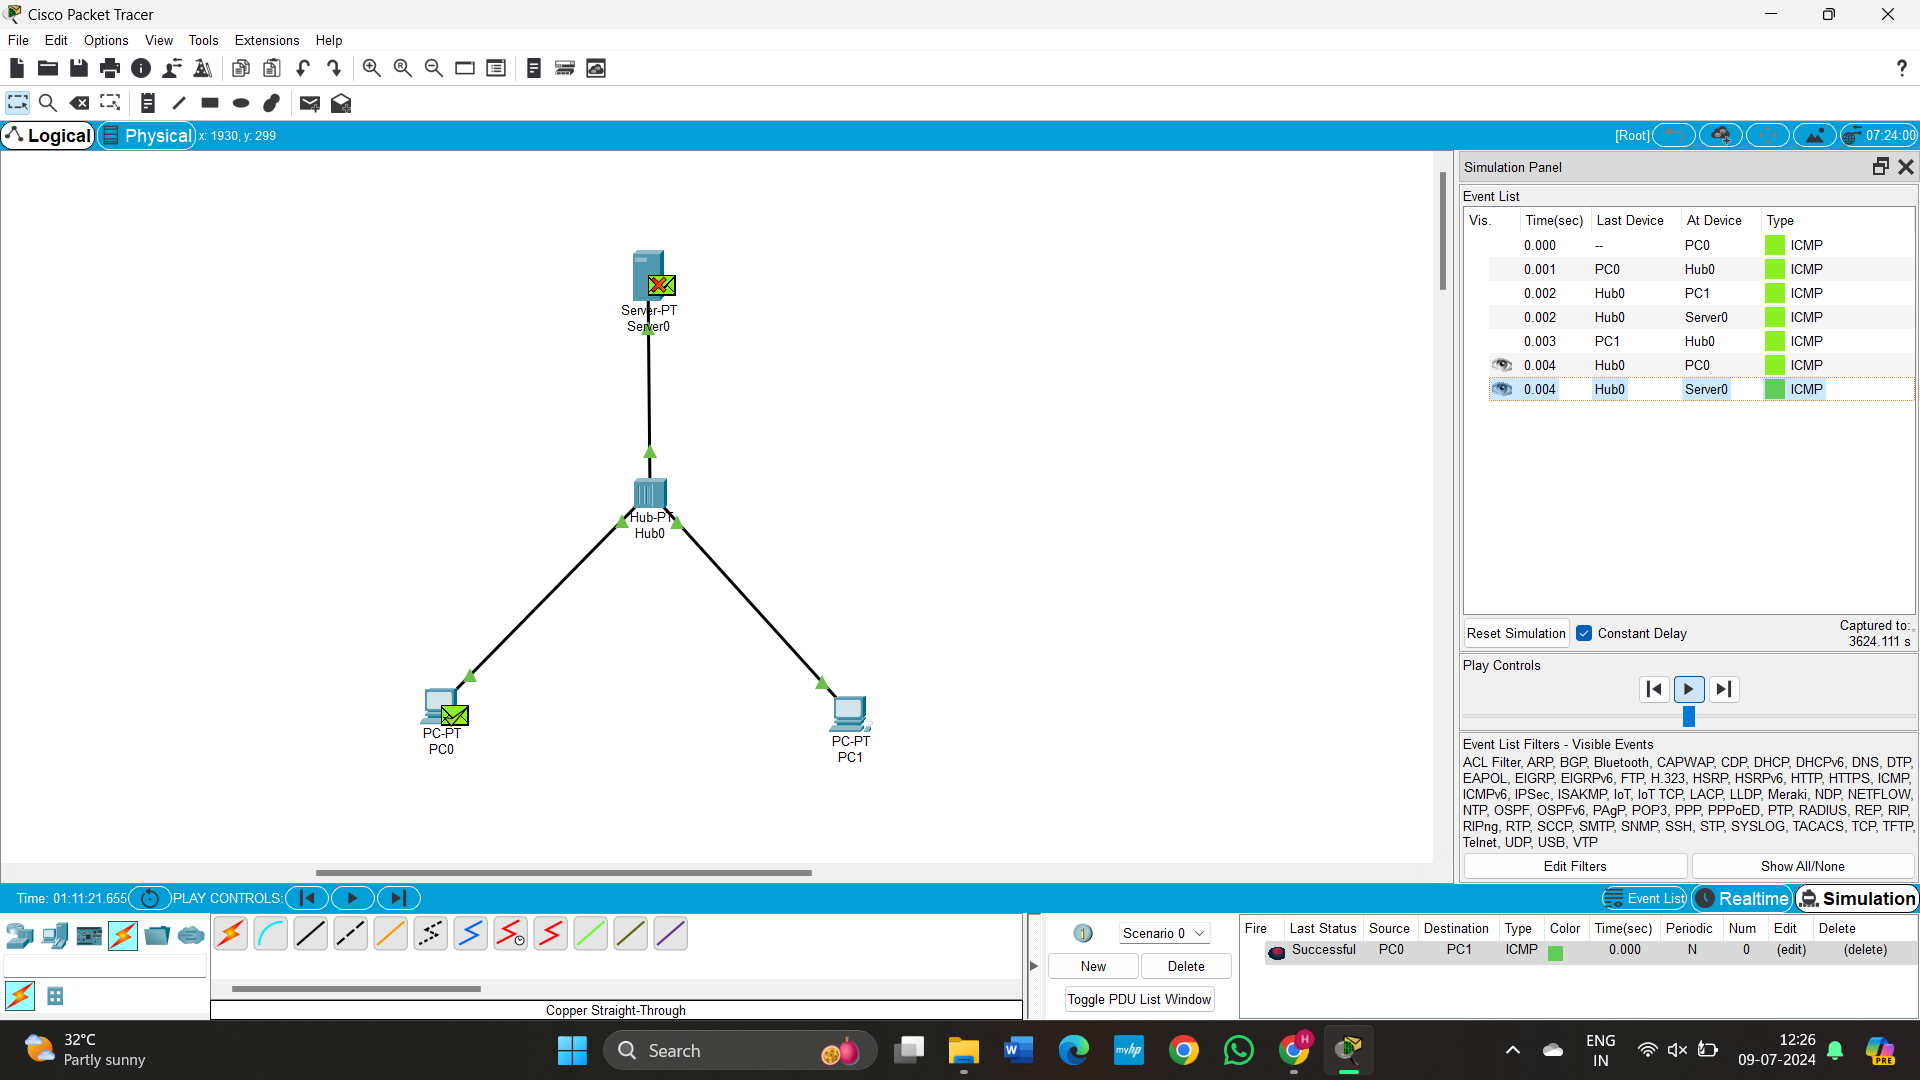 Cisco Packet Tracer
File Edit Options View Tools Extensions Help
?
Logical Physical x: 1930, y: 299 [Root] 07:24:00
Simulation Panel
Event List
Vis. Time(sec) Last Device At Device Type
0.000 -- PC0 ICMP
0.001 PC0 Hub0 ICMP
0.002 Hub0 PC1 ICMP
0.002 Hub0 Server0 ICMP
0.003 PC1 Hub0 ICMP
0.004 Hub0 PC0 ICMP
0.004 Hub0 Server0 ICMP
Server-PT
Server0
Hub-PT
Hub0
PC-PT
PC0
PC-PT
PC1
Reset Simulation Constant Delay Captured to:
3624.111 s
Play Controls
Event List Filters - Visible Events
ACL Filter, ARP, BGP, Bluetooth, CAPWAP, CDP, DHCP, DHCPv6, DNS, DTP,
EAPOL, EIGRP, EIGRPv6, FTP, H.323, HSRP, HSRPv6, HTTP, HTTPS, ICMP,
ICMPv6, IPSec, ISAKMP, IoT, IoT TCP, LACP, LLDP, Meraki, NDP, NETFLOW,
NTP, OSPF, OSPFv6, PAgP, POP3, PPP, PPPoED, PTP, RADIUS, REP, RIP,
RIPng, RTP, SCCP, SMTP, SNMP, SSH, STP, SYSLOG, TACACS, TCP, TFTP,
Telnet, UDP, USB, VTP
Edit Filters Show All/None
Time: 01:11:21.655 PLAY CONTROLS: Event List Realtime Simulation
Scenario 0
New Delete
Toggle PDU List Window
Fire Last Status Source Destination Type Color Time(sec) Periodic Num Edit Delete
Successful PC0 PC1 ICMP 0.000 N 0 (edit) (delete)
Copper Straight-Through
32°C
Partly sunny
Search
myhp
H
ENG
IN
12:26
09-07-2024
PRE